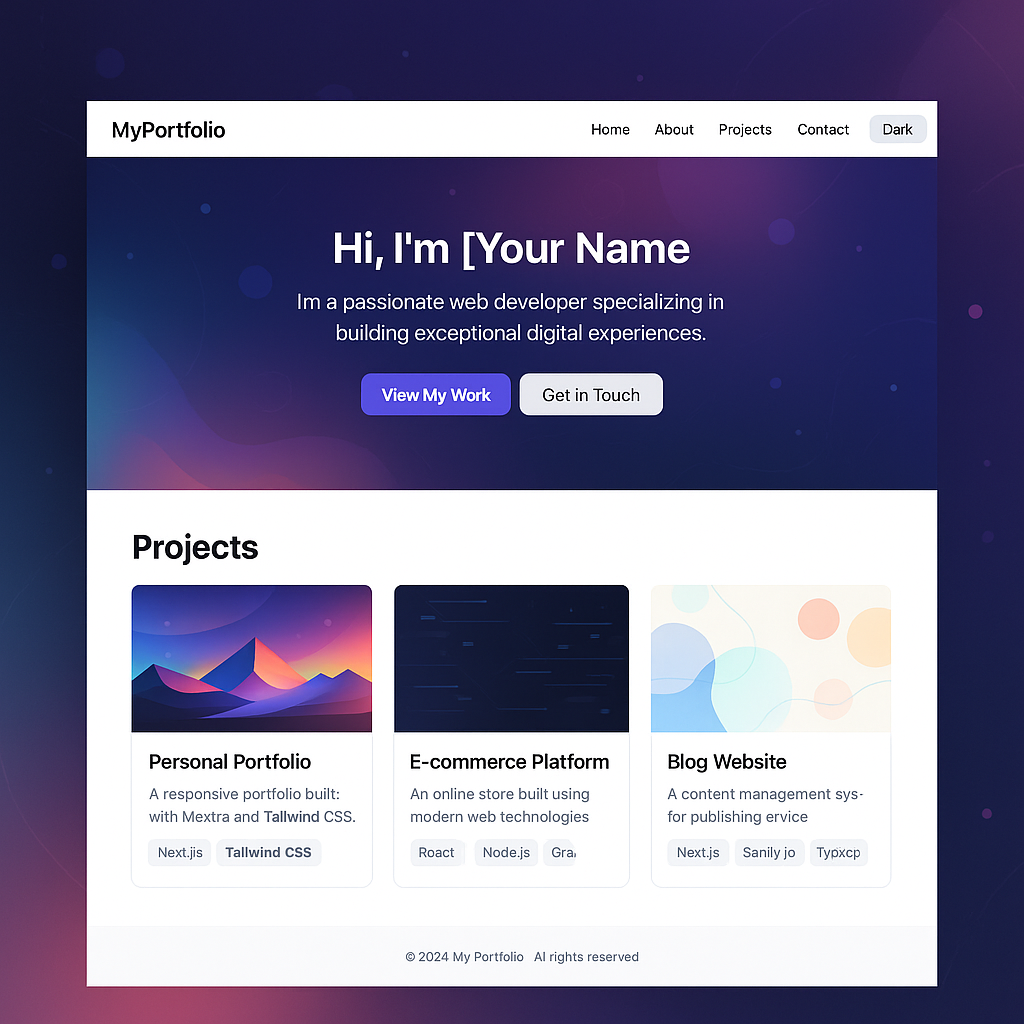 MyPortfolio
Home About Projects Contact Dark
Hi, I'm [Your Name
Im a passionate web developer specializing in
building exceptional digital experiences.
View My Work Get in Touch
Projects
Personal Portfolio
A responsive portfolio built:
with Mextra and Tallwind CSS.
Next.jis Tallwind CSS
E-commerce Platform
An online store built using
modern web technologies
Roact Node.js
Blog Website
A content management sys-
for publishing ervice
Next.js Sanily jo
© 2024 My Portfolio Al rights reserved